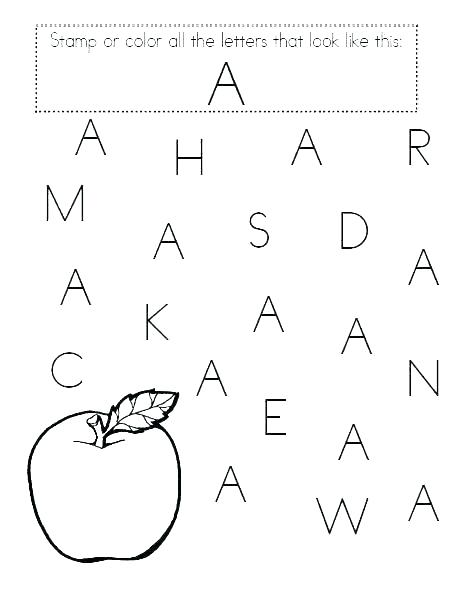 Stamp or color all the letters that look like this:
A
A H A R
M A S D
A K A A A
C A N
E A
A W A